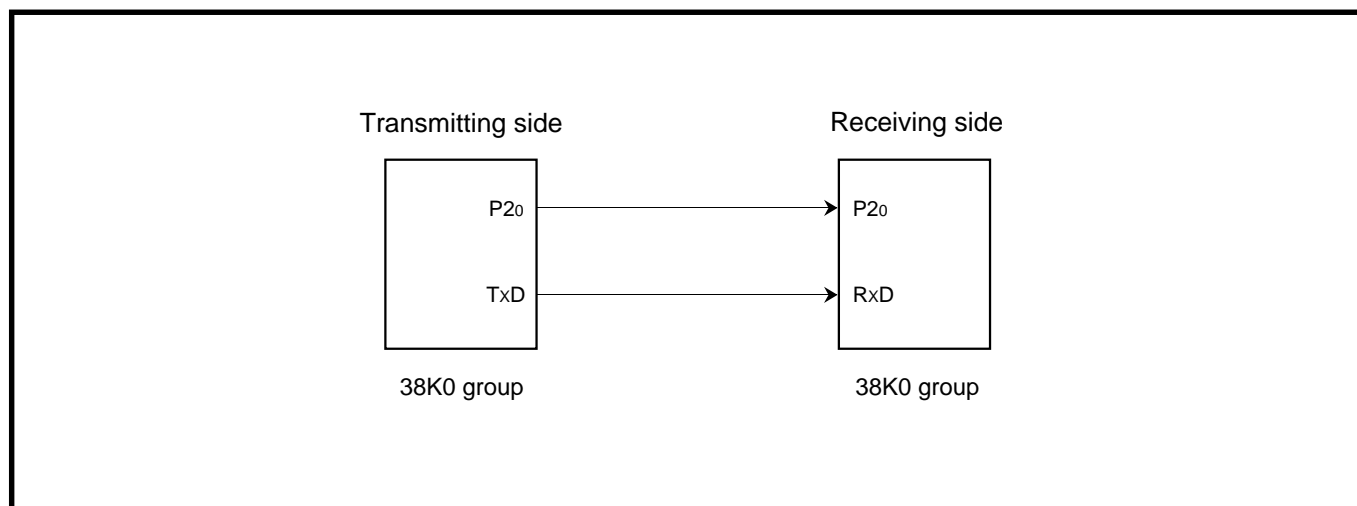 Transmitting side
Receiving side
P20
P20
TxD
RxD
38K0 group
38K0 group